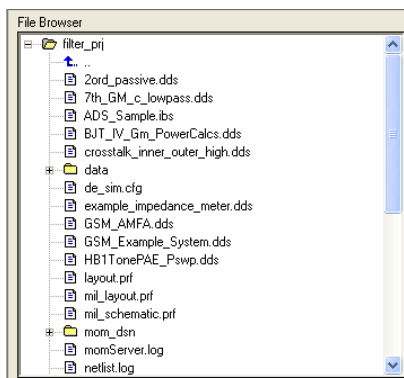 File Browser
filter_prj
..
2ord_passive.dds
7th_GM_c_lowpass.dds
ADS_Sample.ibs
BJT_IV_Gm_PowerCalcs.dds
crosstalk_inner_outer_high.dds
data
de_sim.cfg
example_impedance_meter.dds
GSM_AMFA.dds
GSM_Example_System.dds
HB1TonePAE_Pswp.dds
layout.prf
mil_layout.prf
mil_schematic.prf
mom_dsn
momServer.log
netlist.log